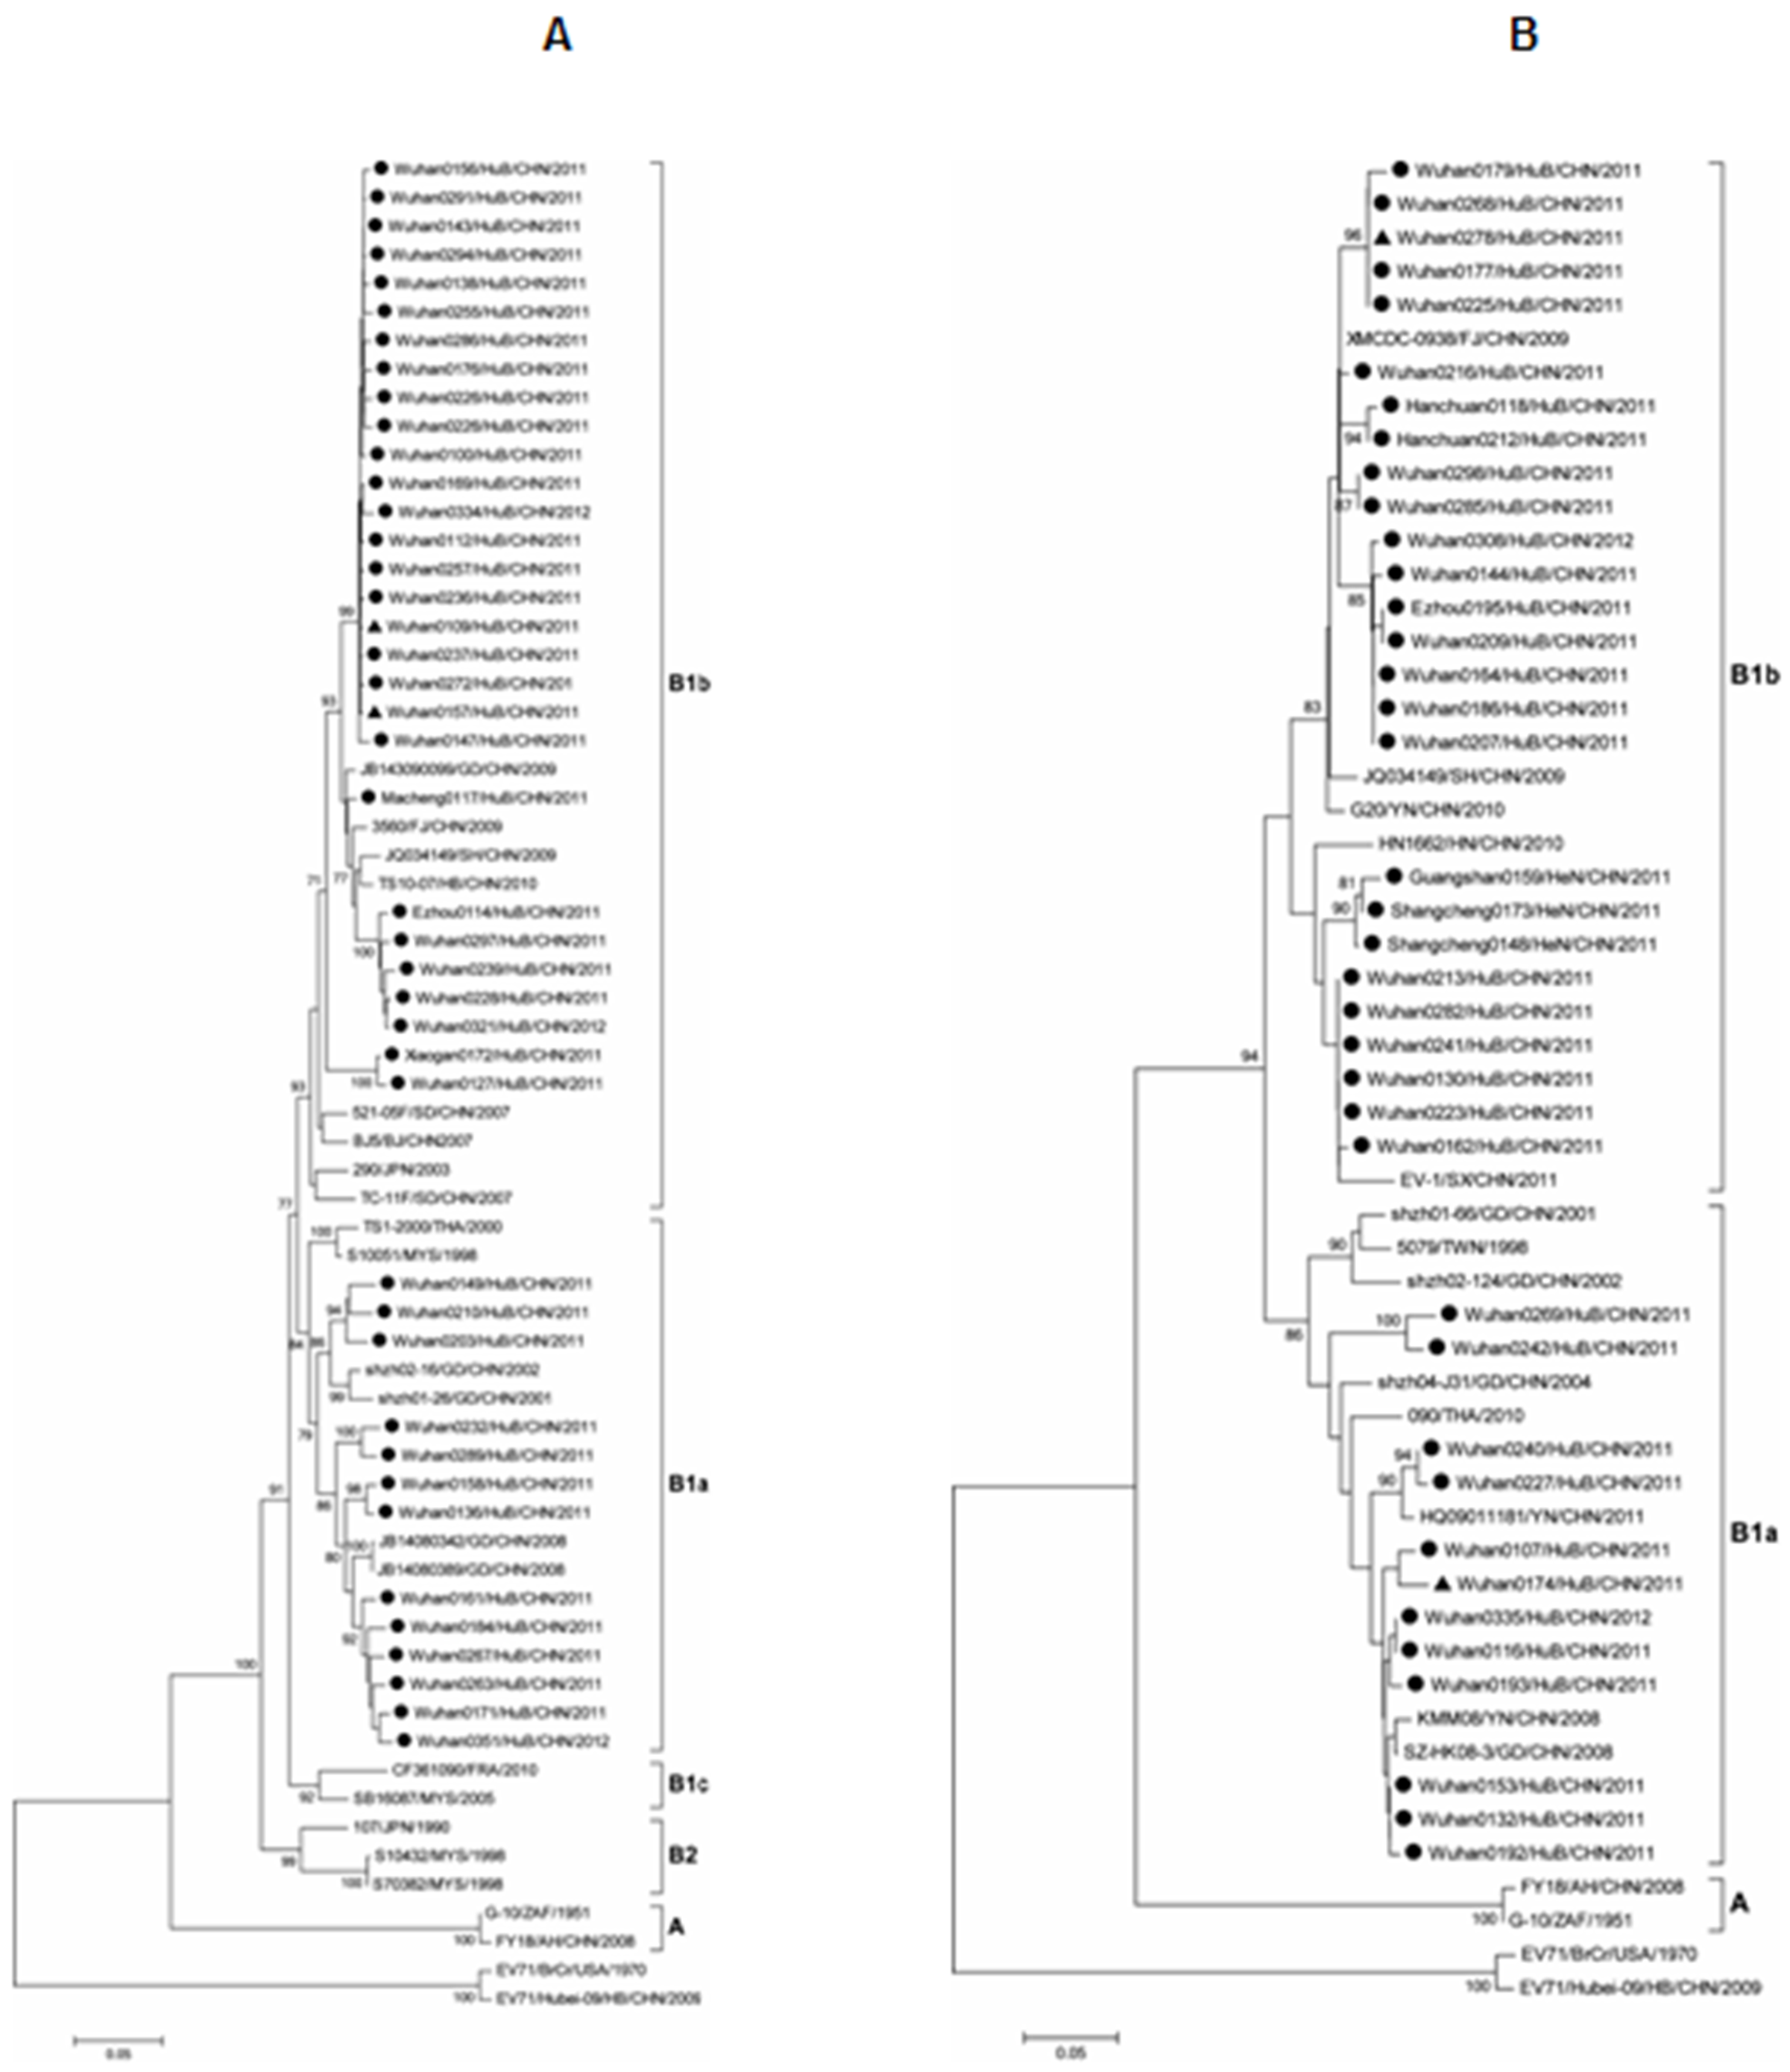 A
Wuhan0156/HuB/CHN/2011
Wuhan0291/HuB/CHN/2011
Wuhan0143/HuB/CHN/2011
Wuhan0294/HuB/CHN/2011
Wuhan0138/HuB/CHN/2011
Wuhan0255/HuB/CHN/2011
Wuhan0286/HuB/CHN/2011
Wuhan0176/HuB/CHN/2011
Wuhan0226/HuB/CHN/2011
Wuhan0226/HuB/CHN/2011
Wuhan0100/HuB/CHN/2011
Wuhan0169/HuB/CHN/2011
Wuhan0334/HuB/CHN/2012
Wuhan0112/HuB/CHN/2011
Wuhan0257/HuB/CHN/2011
Wuhan0236/HuB/CHN/2011
99
Wuhan0109/HuB/CHN/2011
Wuhan0237/HuB/CHN/2011
Wuhan0272/HuB/CHN/201
B1b
93
Wuhan0157/HuB/CHN/2011
Wuhan0147/HuB/CHN/2011
JB143090099/GD/CHN/2009
Macheng0117/HuB/CHN/2011
3560/FJ/CHN/2009
JQ034149/SH/CHN/2009
71
77
TS10-07/HB/CHN/2010
Ezhou0114/HuB/CHN/2011
Wuhan0297/HuB/CHN/2011
100
Wuhan0239/HuB/CHN/2011
Wuhan0228/HuB/CHN/2011
Wuhan0321/HuB/CHN/2012
Xiaogan0172/HuB/CHN/2011
100
Wuhan0127/HuB/CHN/2011
93
521-05F/SD/CHN/2007
BJ5/BJ/CHN2007
290/JPN/2003
TC-11F/SD/CHN/2007
77
TS1-2000/THA/2000
100
S10051/MYS/1998
Wuhan0149/HuB/CHN/2011
94
Wuhan0210/HuB/CHN/2011
84
86
Wuhan0203/HuB/CHN/2011
shzh02-16/GD/CHN/2002
99
shzh01-26/GD/CHN/2001
Wuhan0232/HuB/CHN/2011
79
100
Wuhan0289/HuB/CHN/2011
91
98
Wuhan0158/HuB/CHN/2011
B1a
86
Wuhan0136/HuB/CHN/2011
100
JB14080342/GD/CHN/2008
80
JB14080389/GD/CHN/2008
Wuhan0161/HuB/CHN/2011
Wuhan0184/HuB/CHN/2011
92
Wuhan0267/HuB/CHN/2011
100
Wuhan0263/HuB/CHN/2011
Wuhan0171/HuB/CHN/2011
Wuhan0351/HuB/CHN/2012
CF361090/FRA/2010
B1c
92
SB16087/MYS/2005
107/JPN/1990
99
S10432/MYS/1998
B2
100
S70382/MYS/1998
G-10/ZAF/1951
A
100
FY18/AH/CHN/2008
EV71/BrCr/USA/1970
100
EV71/Hubei-09/HB/CHN/2009
0.05
B
Wuhan0179/HuB/CHN/2011
Wuhan0268/HuB/CHN/2011
96
Wuhan0278/HuB/CHN/2011
Wuhan0177/HuB/CHN/2011
Wuhan0225/HuB/CHN/2011
XMCDC-0938/FJ/CHN/2009
Wuhan0216/HuB/CHN/2011
Hanchuan0118/HuB/CHN/2011
94
Hanchuan0212/HuB/CHN/2011
Wuhan0298/HuB/CHN/2011
87
Wuhan0285/HuB/CHN/2011
Wuhan0308/HuB/CHN/2012
Wuhan0144/HuB/CHN/2011
85
Ezhou0195/HuB/CHN/2011
Wuhan0209/HuB/CHN/2011
Wuhan0164/HuB/CHN/2011
B1b
83
Wuhan0186/HuB/CHN/2011
Wuhan0207/HuB/CHN/2011
JQ034149/SH/CHN/2009
G20/YN/CHN/2010
HN1662/HN/CHN/2010
81
Guangshan0159/HeN/CHN/2011
90
Shangcheng0173/HeN/CHN/2011
Shangcheng0148/HeN/CHN/2011
Wuhan0213/HuB/CHN/2011
Wuhan0282/HuB/CHN/2011
94
Wuhan0241/HuB/CHN/2011
Wuhan0130/HuB/CHN/2011
Wuhan0223/HuB/CHN/2011
Wuhan0162/HuB/CHN/2011
EV-1/SX/CHN/2011
shzh01-66/GD/CHN/2001
90
5079/TWN/1998
shzh02-124/GD/CHN/2002
100
Wuhan0269/HuB/CHN/2011
86
Wuhan0242/HuB/CHN/2011
shzh04-J31/GD/CHN/2004
090/THA/2010
94
Wuhan0240/HuB/CHN/2011
90
Wuhan0227/HuB/CHN/2011
HQ09011181/YN/CHN/2011
B1a
Wuhan0107/HuB/CHN/2011
Wuhan0174/HuB/CHN/2011
Wuhan0335/HuB/CHN/2012
Wuhan0116/HuB/CHN/2011
Wuhan0193/HuB/CHN/2011
KMM08/YN/CHN/2008
SZ-HK08-3/GD/CHN/2008
Wuhan0153/HuB/CHN/2011
Wuhan0132/HuB/CHN/2011
Wuhan0192/HuB/CHN/2011
FY18/AH/CHN/2008
A
100
G-10/ZAF/1951
EV71/BrCr/USA/1970
100
EV71/Hubei-09/HB/CHN/2009
0.05